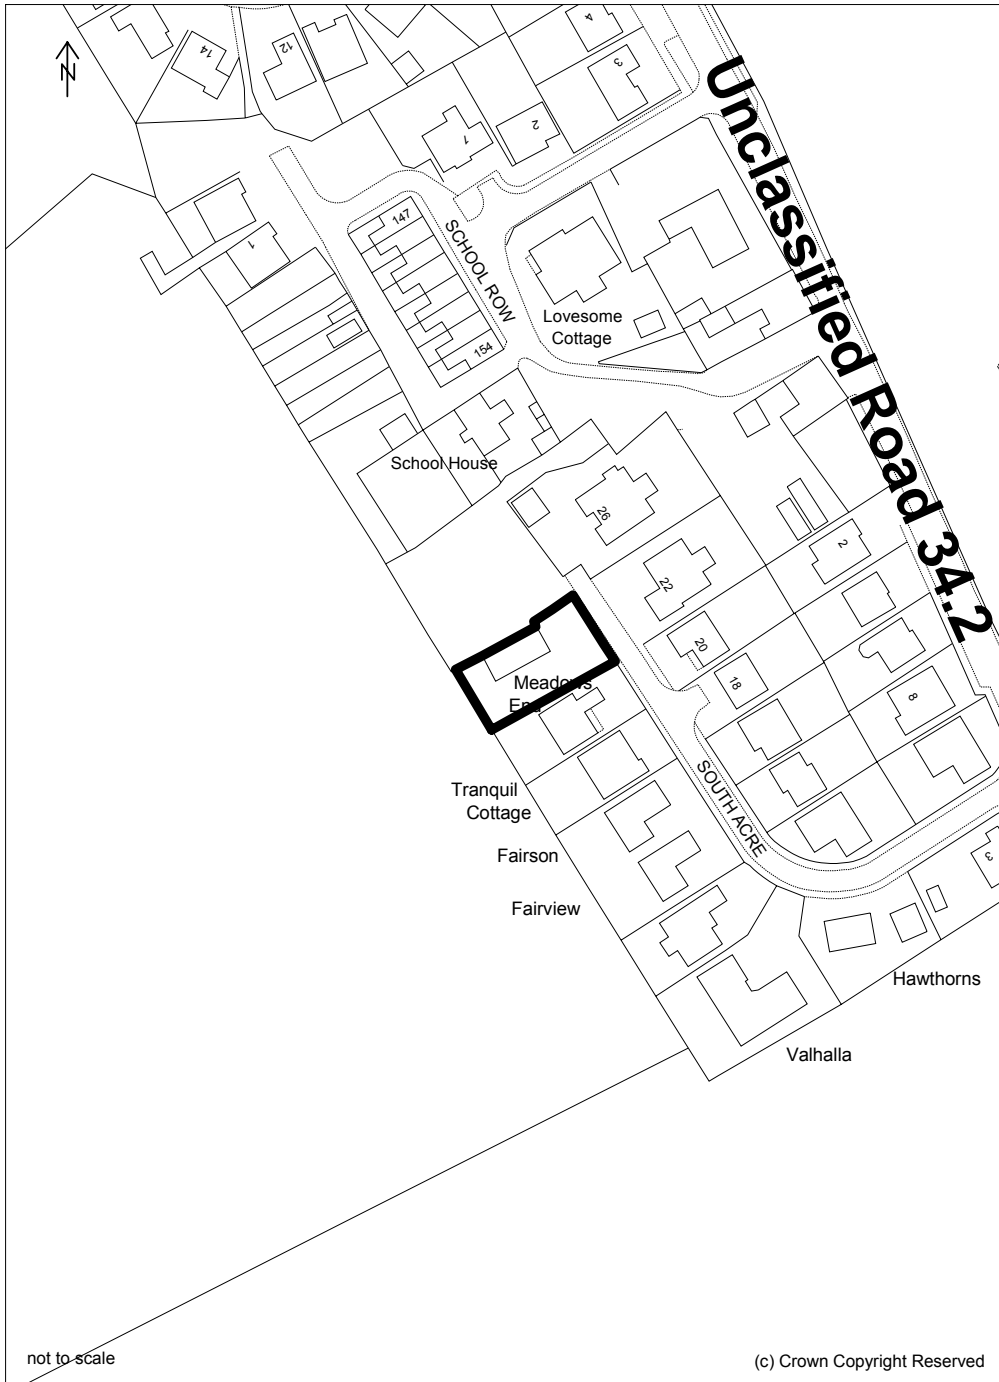 N
14
12
4
3
1
2
Unclassified Road 34.2
147
SCHOOL ROW
1
154
Lovesome
Cottage
School House
26
2
22
20
18
8
Meadows
End
SOUTH ACRE
Tranquil
Cottage
Fairson
3
Fairview
Hawthorns
Valhalla
not to scale
(c) Crown Copyright Reserved